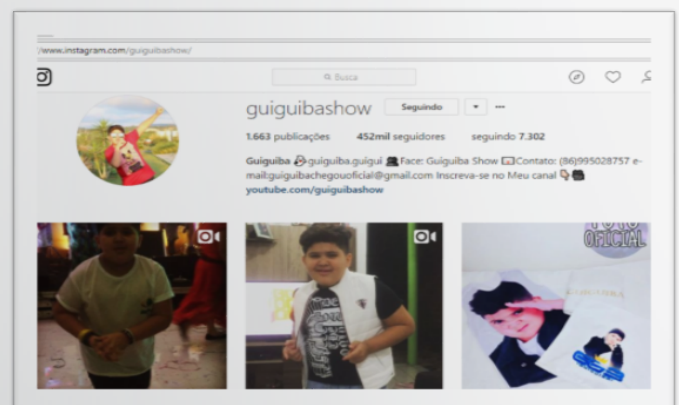 /www.instagram.com/guiguibashow/
Busca
guiguibashow Seguindo
1.663 publicações 452mil seguidores seguindo 7.302
Guiguiba guiguiba.guigui Face: Guiguiba Show Contato: (86)995028757 e-
mail:guiguibachegouoficial@gmail.com Inscreva-se no Meu canal
youtube.com/guiguibashow
OFICIAL